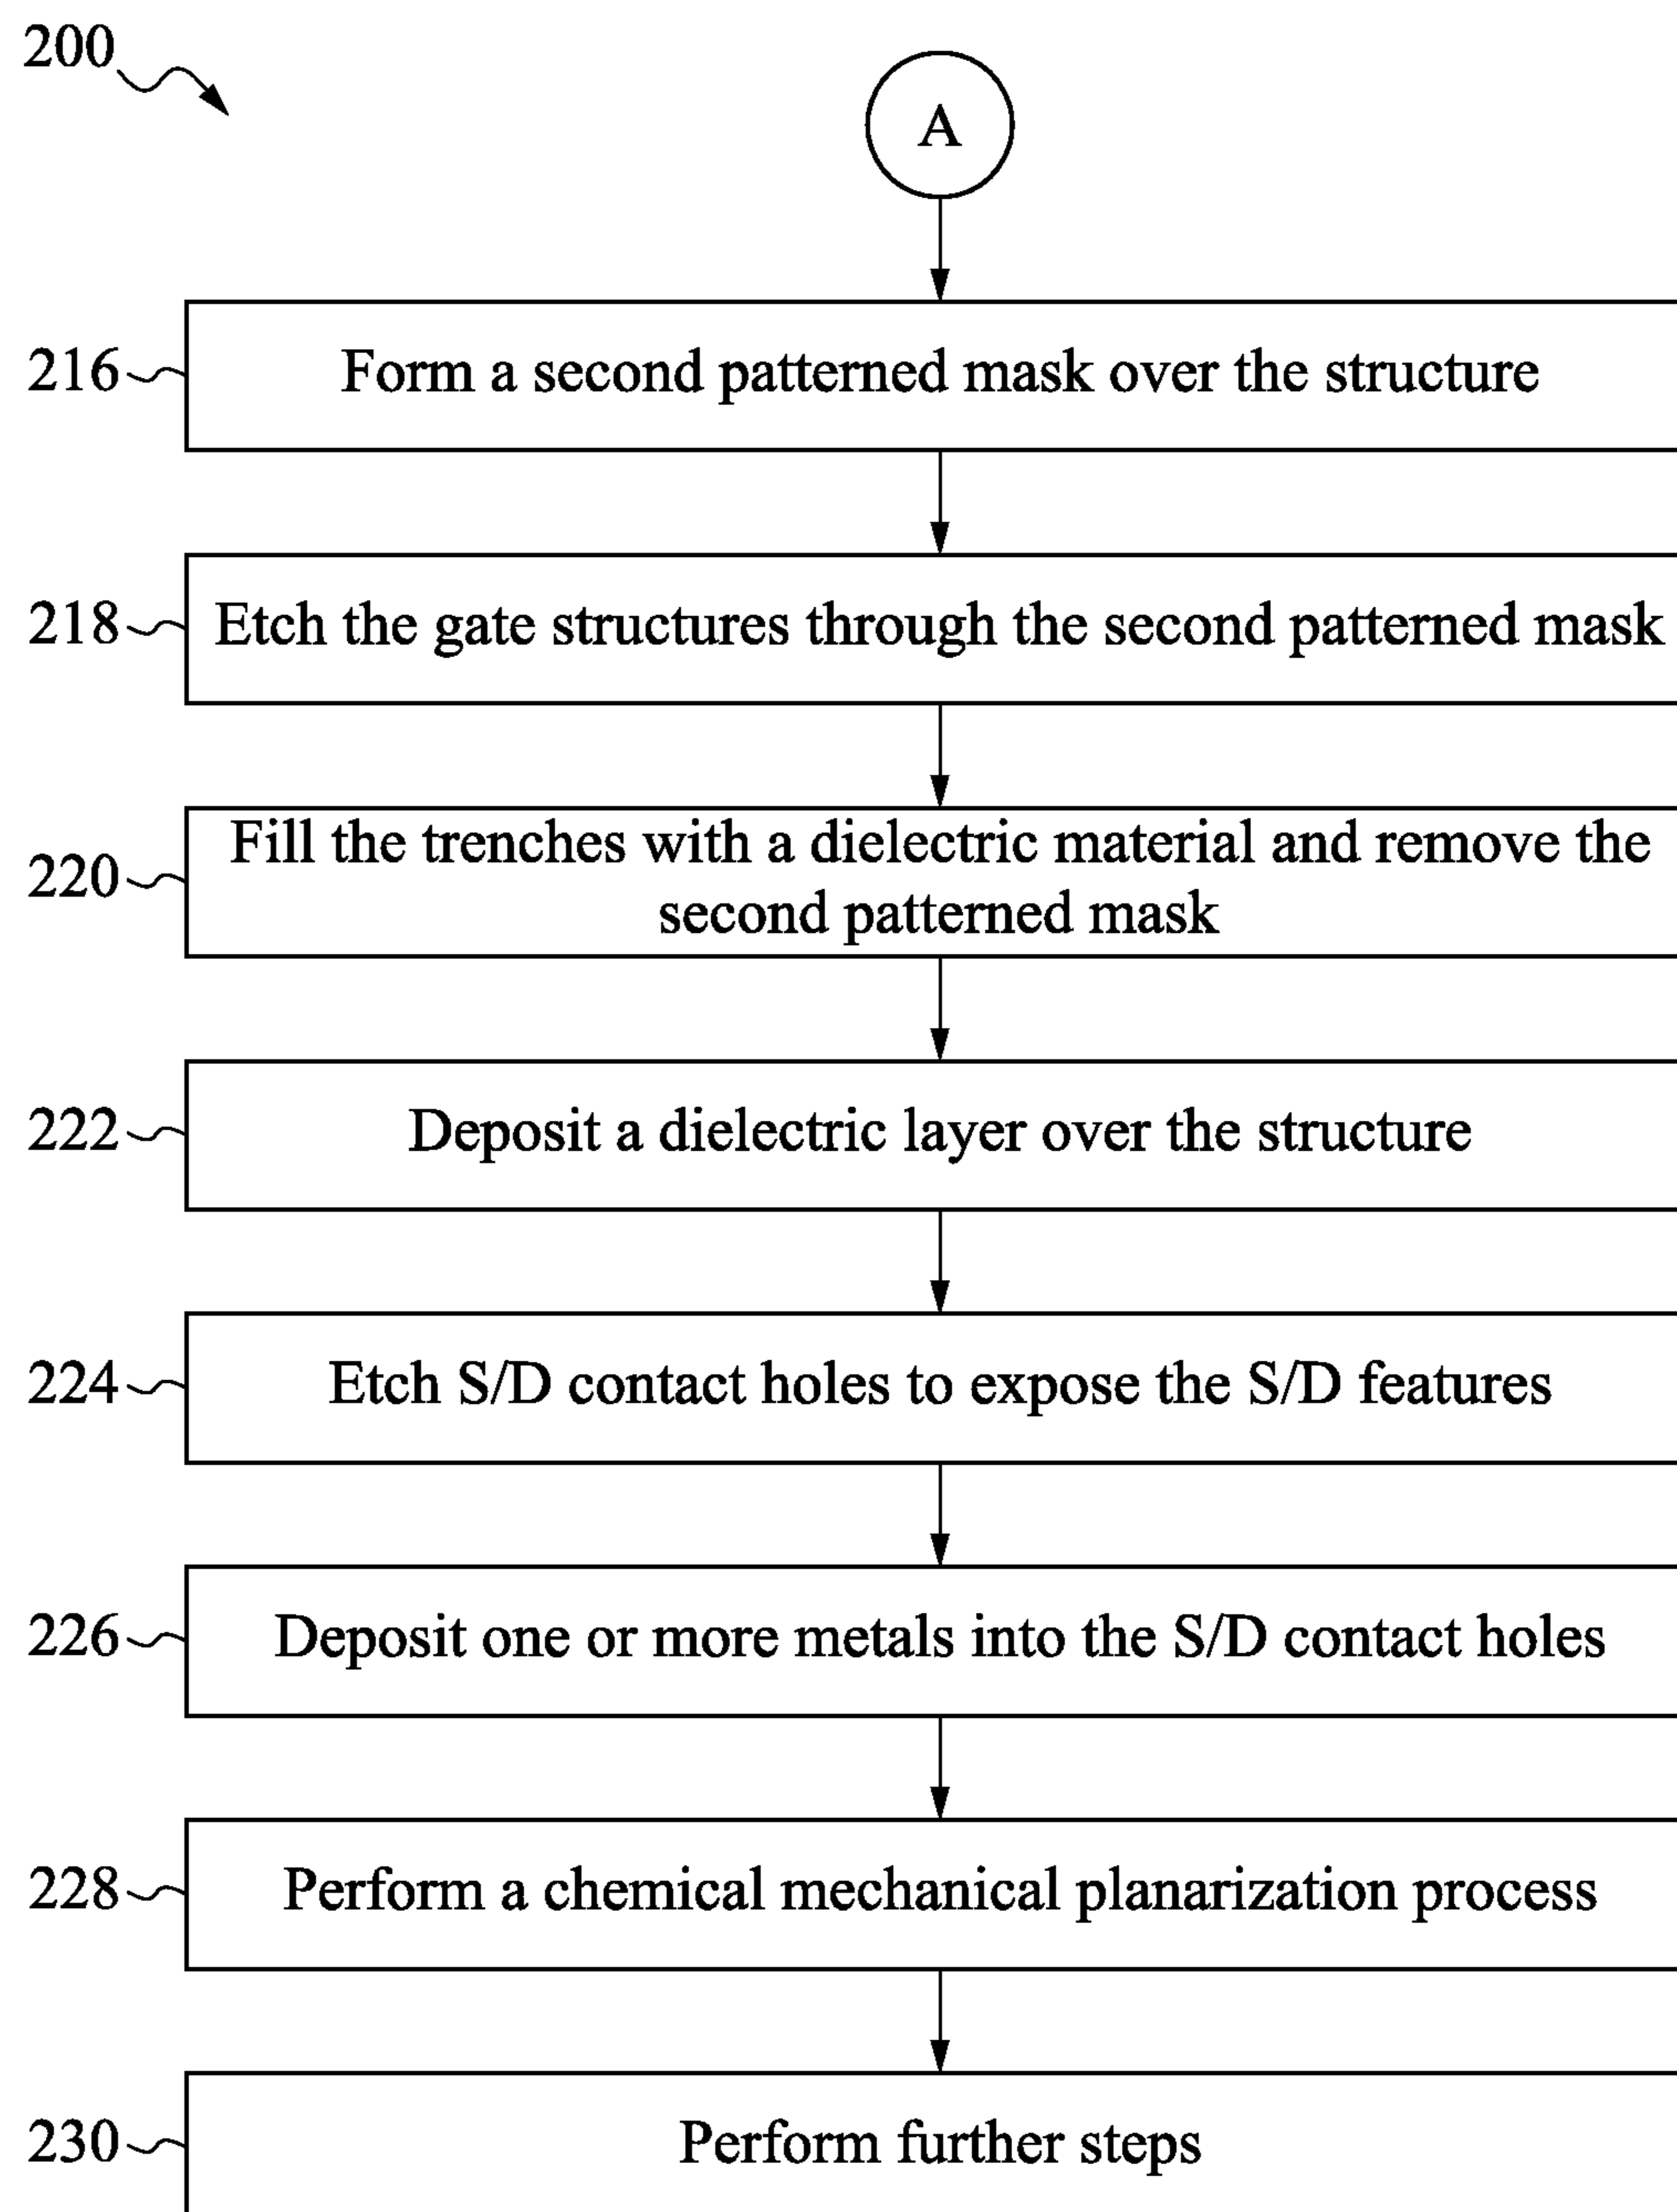 200
A
216
Form a second patterned mask over the structure
218
Etch the gate structures through the second patterned mask
220
Fill the trenches with a dielectric material and remove the
second patterned mask
222
Deposit a dielectric layer over the structure
224
Etch S/D contact holes to expose the S/D features
226
Deposit one or more metals into the S/D contact holes
228
Perform a chemical mechanical planarization process
230
Perform further steps